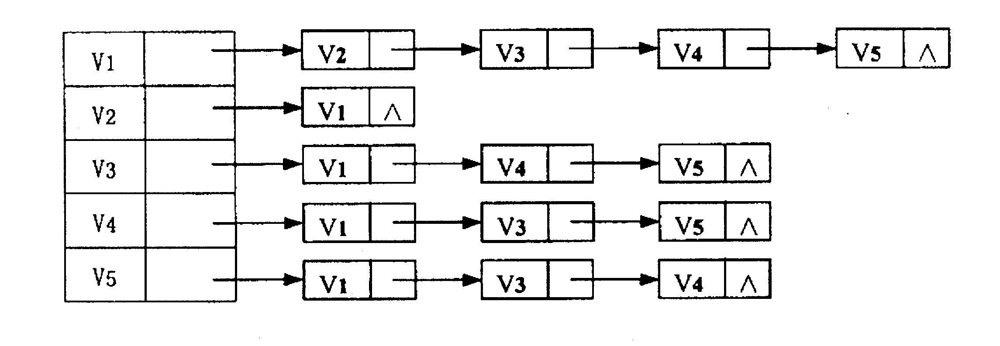 V1 V2 V3 V4 V5 ∧
V2 V1 ∧
V3 V1 V4 V5 ∧
V4 V1 V3 V5 ∧
V5 V1 V3 V4 ∧